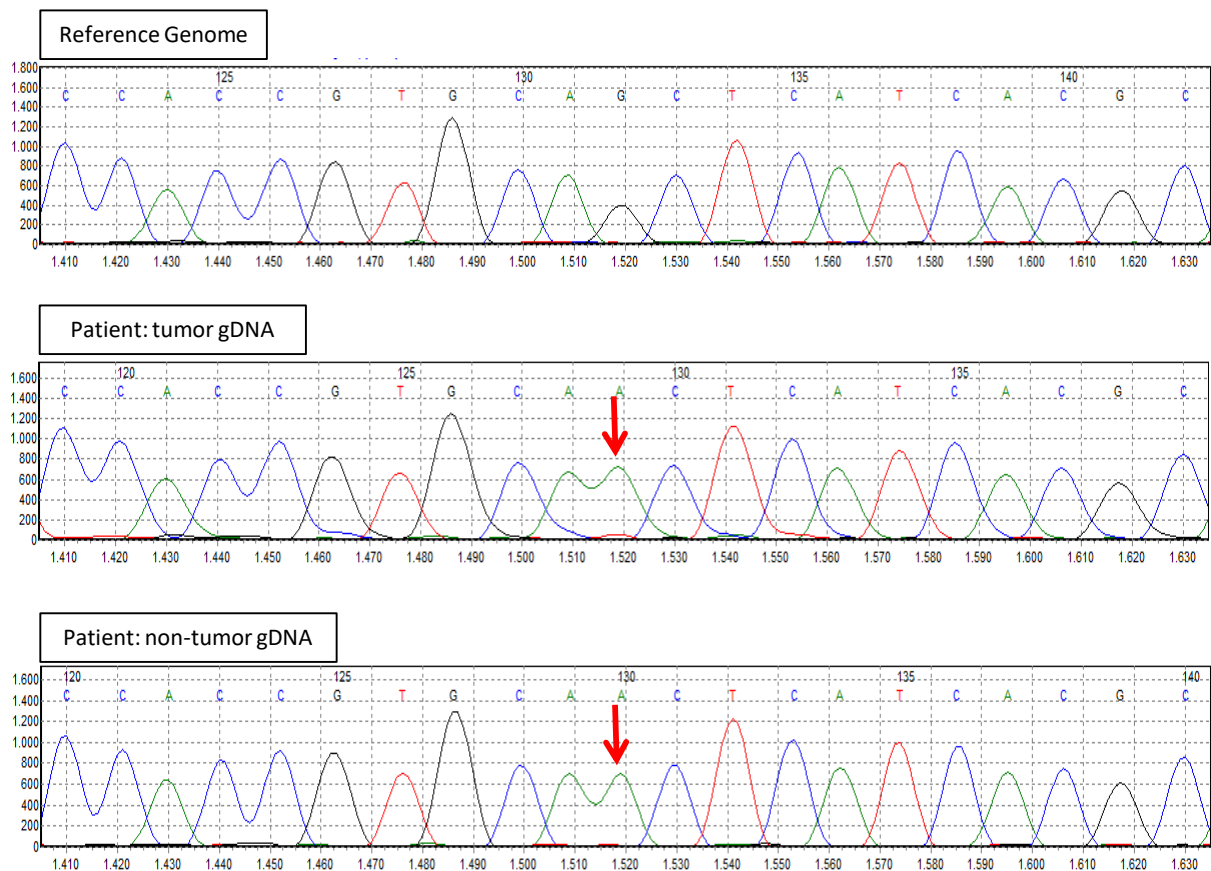 Reference Genome
1.800
1.600
1.400
1.200
1.000
800
600
400
200
0
125 130 135 140
C C A C C G T G C A G C T C A T C A C G C
1.410 1.420 1.430 1.440 1.450 1.460 1.470 1.480 1.490 1.500 1.510 1.520 1.530 1.540 1.550 1.560 1.570 1.580 1.590 1.600 1.610 1.620 1.630
Patient: tumor gDNA
1.600
1.400
1.200
1.000
800
600
400
200
0
120 125 130 135
C C A C C G T G C A A C T C A T C A C G C
1.410 1.420 1.430 1.440 1.450 1.460 1.470 1.480 1.490 1.500 1.510 1.520 1.530 1.540 1.550 1.560 1.570 1.580 1.590 1.600 1.610 1.620 1.630
Patient: non-tumor gDNA
1.600
1.400
1.200
1.000
800
600
400
200
0
120 125 130 135 140
C C A C C G T G C A A C T C A T C A C G C
1.410 1.420 1.430 1.440 1.450 1.460 1.470 1.480 1.490 1.500 1.510 1.520 1.530 1.540 1.550 1.560 1.570 1.580 1.590 1.600 1.610 1.620 1.630